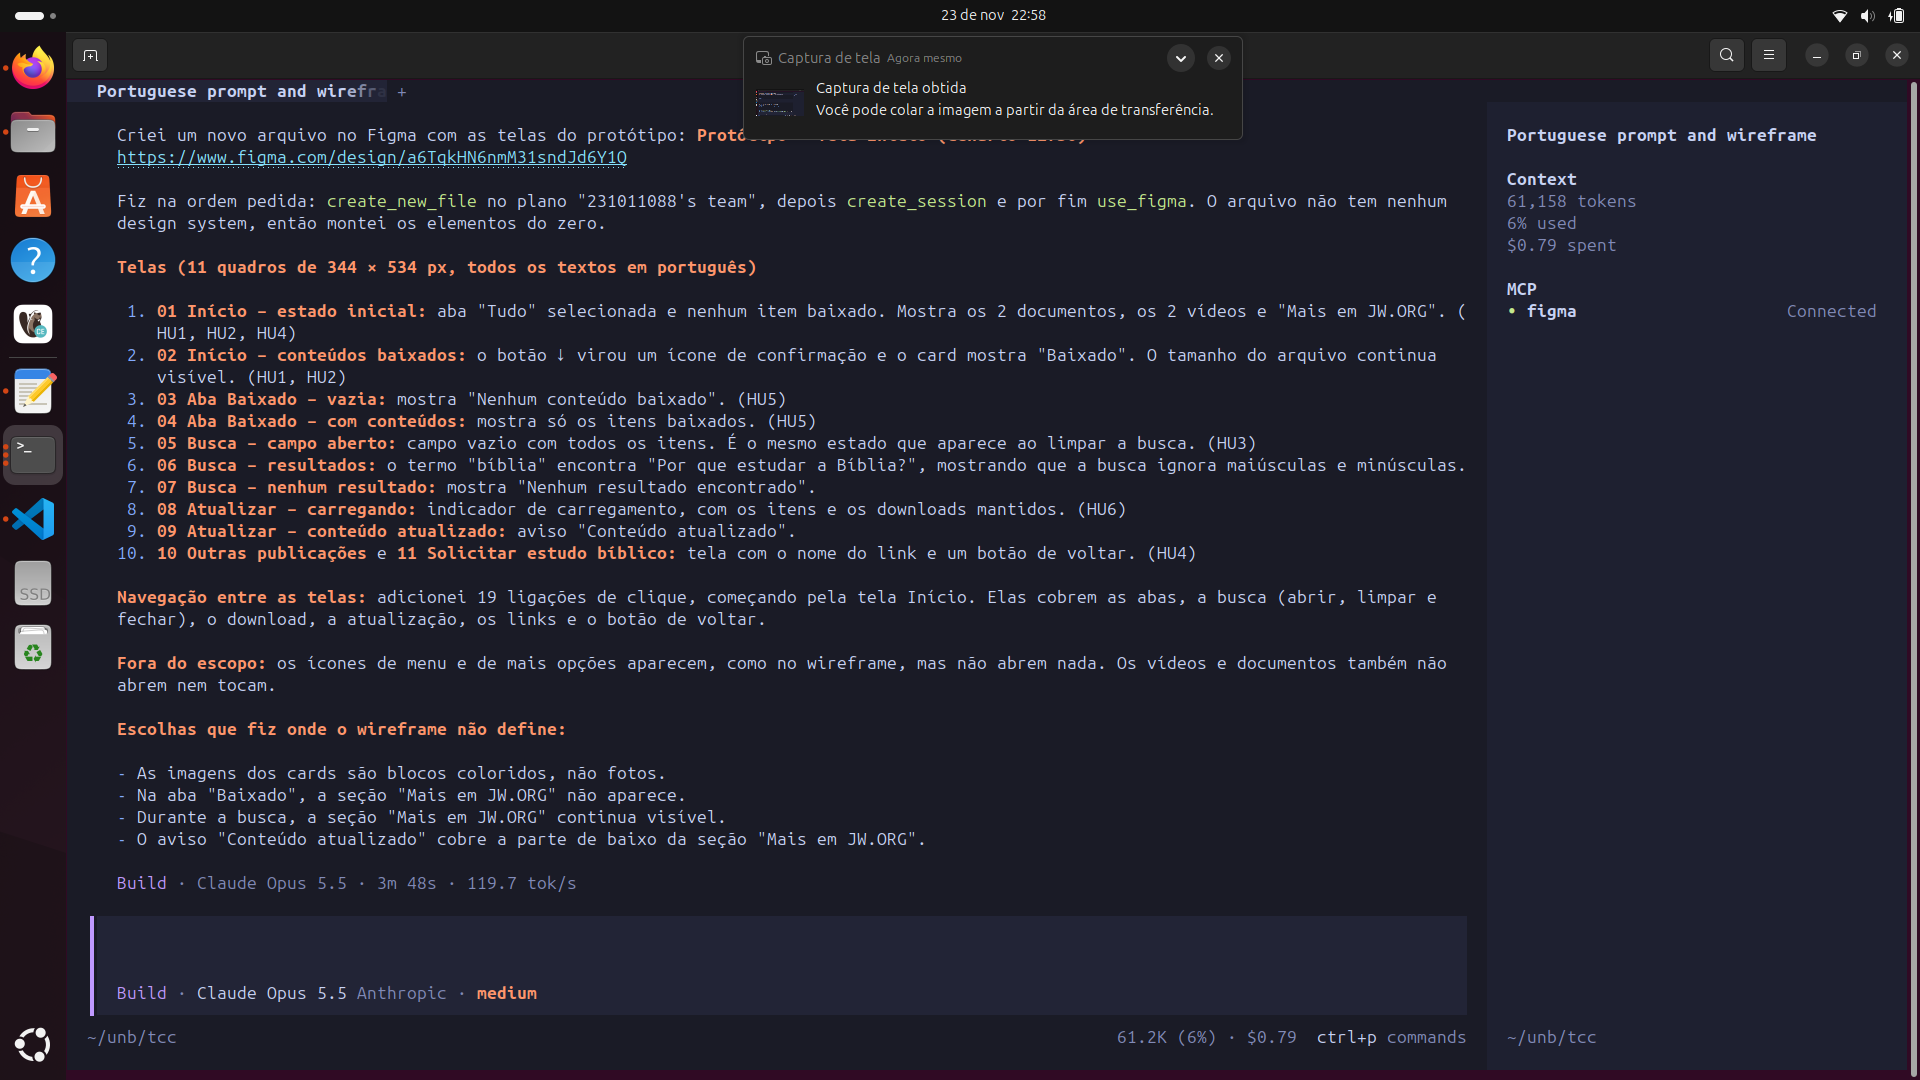 23 de nov 22:58
Captura de tela Agora mesmo
Captura de tela obtida
Você pode colar a imagem a partir da área de transferência.
Portuguese prompt and wirefra +
Criei um novo arquivo no Figma com as telas do protótipo:
https://www.figma.com/design/a6TqkHN6nmM31sndJd6Y1Q
Fiz na ordem pedida: create_new_file no plano "231011088's team", depois create_session e por fim use_figma. O arquivo não tem nenhum
design system, então montei os elementos do zero.
Telas (11 quadros de 344 × 534 px, todos os textos em português)
1. 01 Início – estado inicial: aba "Tudo" selecionada e nenhum item baixado. Mostra os 2 documentos, os 2 vídeos e "Mais em JW.ORG". (
HU1, HU2, HU4)
2. 02 Início – conteúdos baixados: o botão ↓ virou um ícone de confirmação e o card mostra "Baixado". O tamanho do arquivo continua
visível. (HU1, HU2)
3. 03 Aba Baixado – vazia: mostra "Nenhum conteúdo baixado". (HU5)
4. 04 Aba Baixado – com conteúdos: mostra só os itens baixados. (HU5)
5. 05 Busca – campo aberto: campo vazio com todos os itens. É o mesmo estado que aparece ao limpar a busca. (HU3)
6. 06 Busca – resultados: o termo "bíblia" encontra "Por que estudar a Bíblia?", mostrando que a busca ignora maiúsculas e minúsculas.
7. 07 Busca – nenhum resultado: mostra "Nenhum resultado encontrado".
8. 08 Atualizar – carregando: indicador de carregamento, com os itens e os downloads mantidos. (HU6)
9. 09 Atualizar – conteúdo atualizado: aviso "Conteúdo atualizado".
10. 10 Outras publicações e 11 Solicitar estudo bíblico: tela com o nome do link e um botão de voltar. (HU4)
Navegação entre as telas: adicionei 19 ligações de clique, começando pela tela Início. Elas cobrem as abas, a busca (abrir, limpar e
fechar), o download, a atualização, os links e o botão de voltar.
Fora do escopo: os ícones de menu e de mais opções aparecem, como no wireframe, mas não abrem nada. Os vídeos e documentos também não
abrem nem tocam.
Escolhas que fiz onde o wireframe não define:
- As imagens dos cards são blocos coloridos, não fotos.
- Na aba "Baixado", a seção "Mais em JW.ORG" não aparece.
- Durante a busca, a seção "Mais em JW.ORG" continua visível.
- O aviso "Conteúdo atualizado" cobre a parte de baixo da seção "Mais em JW.ORG".
Build · Claude Opus 5.5 · 3m 48s · 119.7 tok/s
Build · Claude Opus 5.5 Anthropic · medium
~/unb/tcc
61.2K (6%) · $0.79 ctrl+p commands
Portuguese prompt and wireframe
Context
61,158 tokens
6% used
$0.79 spent
MCP
• figma Connected
~/unb/tcc
SSD